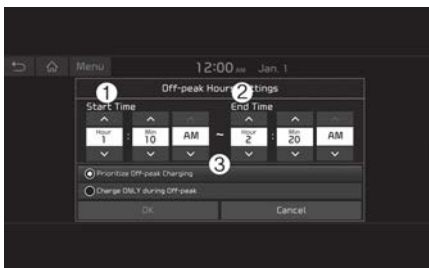 Menu 12:00 AM Jan. 1
1 2
Off-peak Hours Settings
Start Time End Time
Hour Min Hour Min
1 : 10 AM ~ 2 : 20 AM
3
Prioritize Off-peak Charging
Charge ONLY during Off-peak
OK Cancel